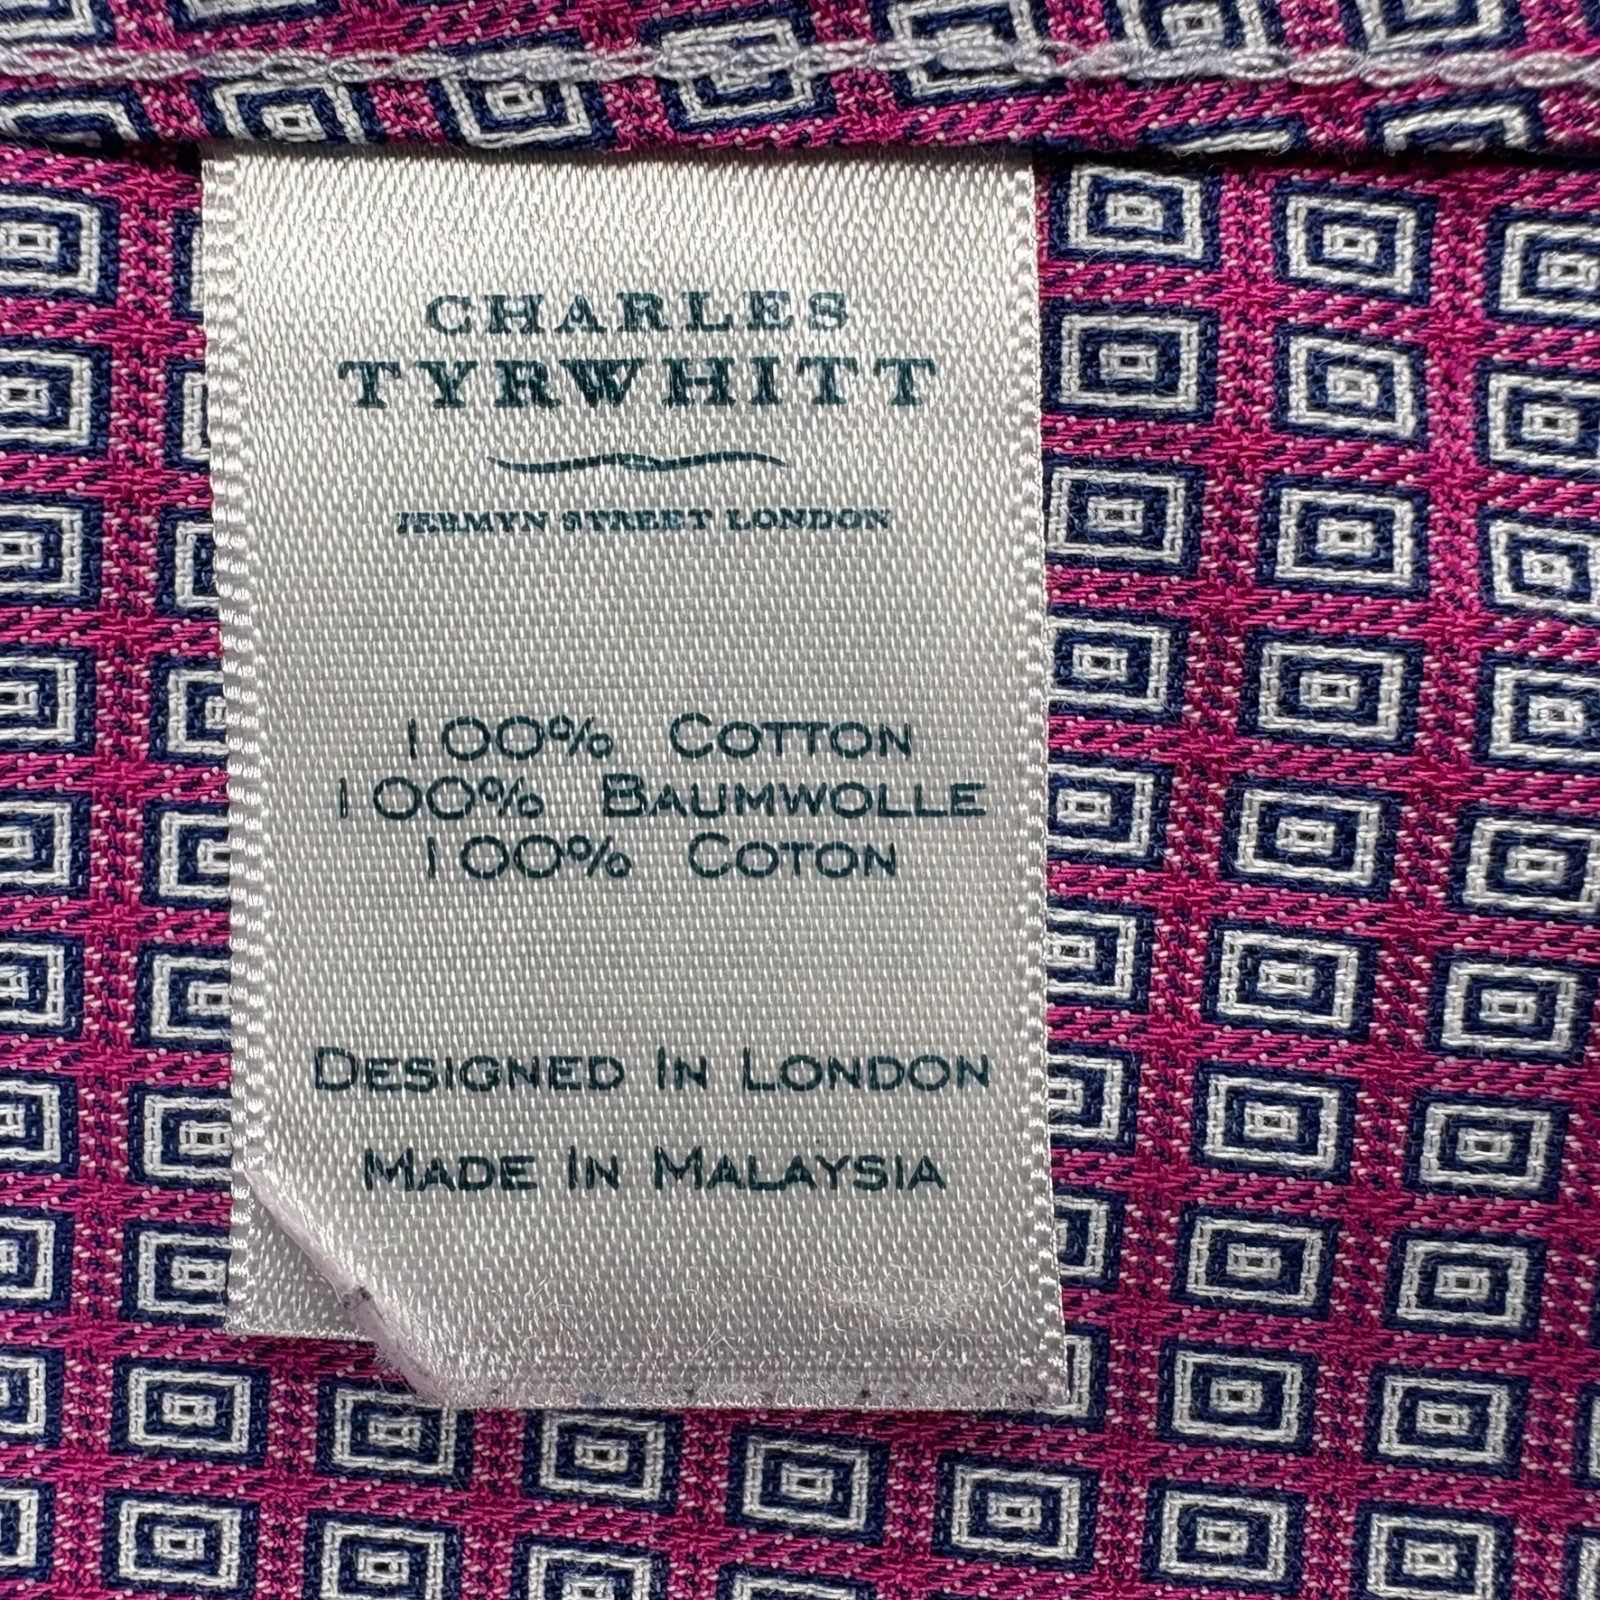 CHARLES
TYRWHITT
JERMYN STREET LONDON
100% COTTON
100% BAUMWOLLE
100% COTON
DESIGNED IN LONDON
MADE IN MALAYSIA